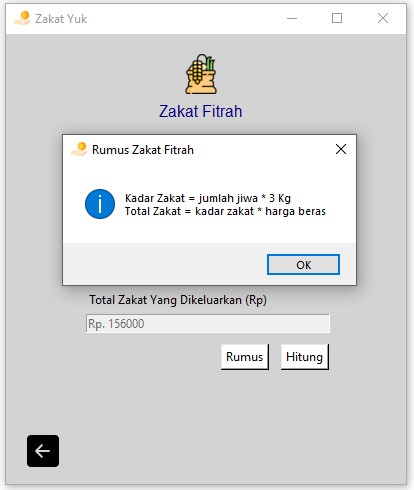 Zakat Yuk
Zakat Fitrah
Rumus Zakat Fitrah
Kadar Zakat = jumlah jiwa * 3 Kg
Total Zakat = kadar zakat * harga beras
OK
Total Zakat Yang Dikeluarkan (Rp)
Rp. 156000
Rumus
Hitung